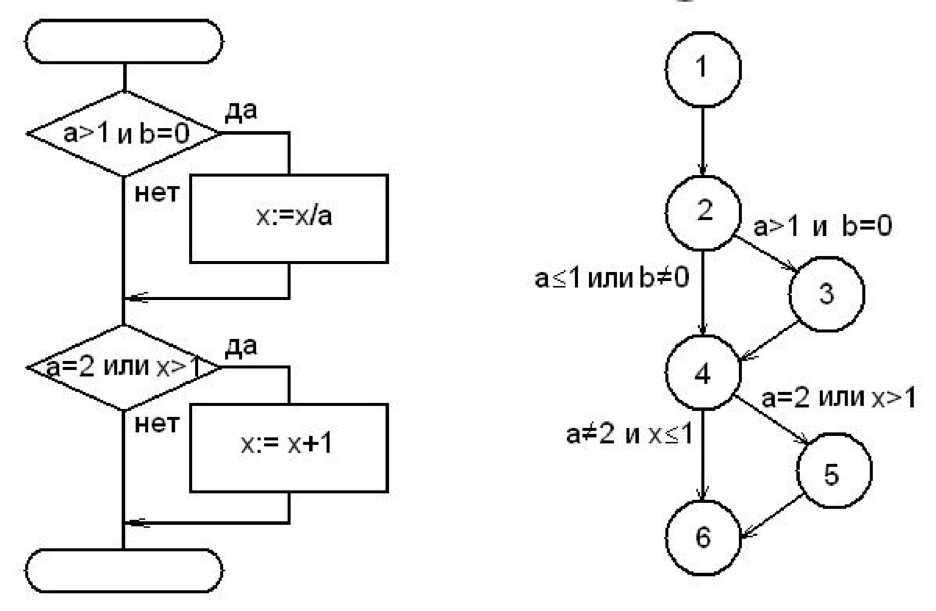 да
a>1 и b=0
нет
x:=x/a
да
a=2 или x>1
нет
x:= x+1
1
2
a>1 и b=0
a≤1 или b≠0
3
4
a=2 или x>1
a≠2 и x≤1
5
6